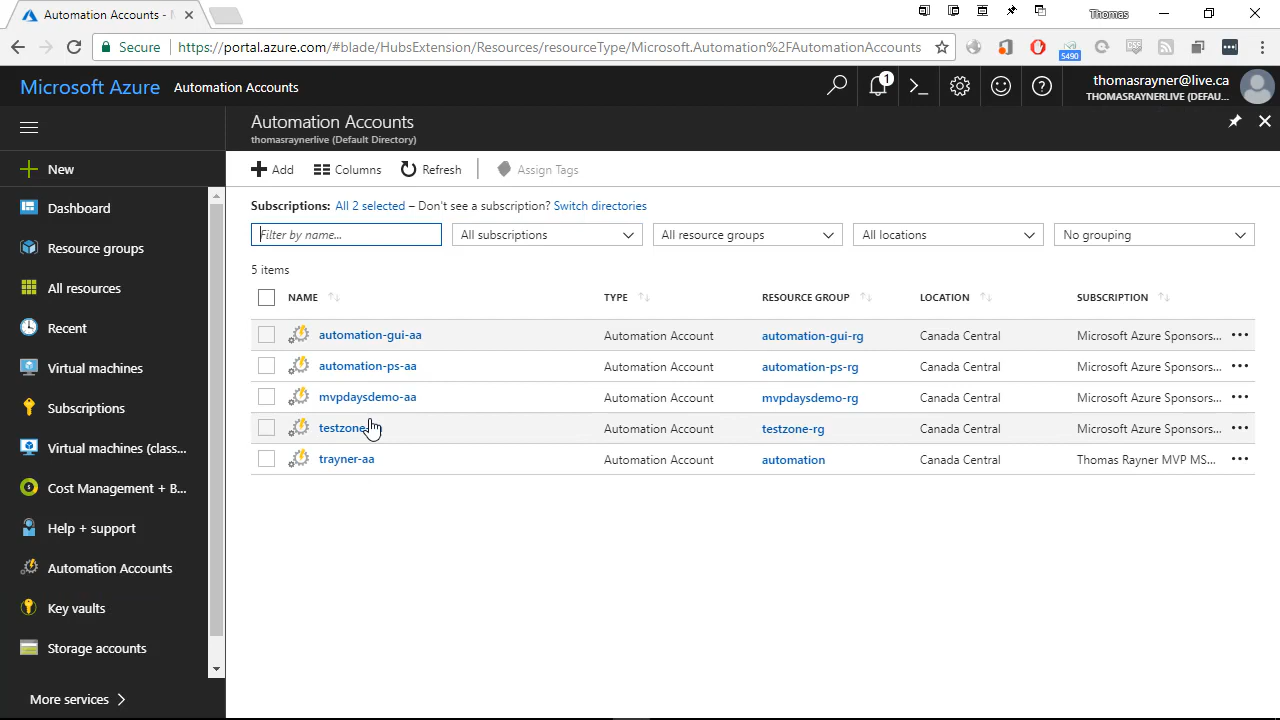 Automation Accounts -
Thomas
Secure
https://portal.azure.com/#blade/HubsExtension/Resources/resourceType/Microsoft.Automation%2FAutomationAccounts
5490
Microsoft Azure
Automation Accounts
1
thomasrayner@live.ca
THOMASRAYNERLIVE (DEFAU...
Automation Accounts
thomasraynerlive (Default Directory)
New
Dashboard
Resource groups
All resources
Recent
Virtual machines
Subscriptions
Virtual machines (class...
Cost Management + B...
Help + support
Automation Accounts
Key vaults
Storage accounts
More services
Add Columns Refresh Assign Tags
Subscriptions: All 2 selected – Don't see a subscription? Switch directories
Filter by name... All subscriptions All resource groups All locations No grouping
5 items
NAME TYPE RESOURCE GROUP LOCATION SUBSCRIPTION
automation-gui-aa Automation Account automation-gui-rg Canada Central Microsoft Azure Sponsors... •••
automation-ps-aa Automation Account automation-ps-rg Canada Central Microsoft Azure Sponsors... •••
mvpdaysdemo-aa Automation Account mvpdaysdemo-rg Canada Central Microsoft Azure Sponsors... •••
testzone Automation Account testzone-rg Canada Central Microsoft Azure Sponsors... •••
trayner-aa Automation Account automation Canada Central Thomas Rayner MVP MS... •••